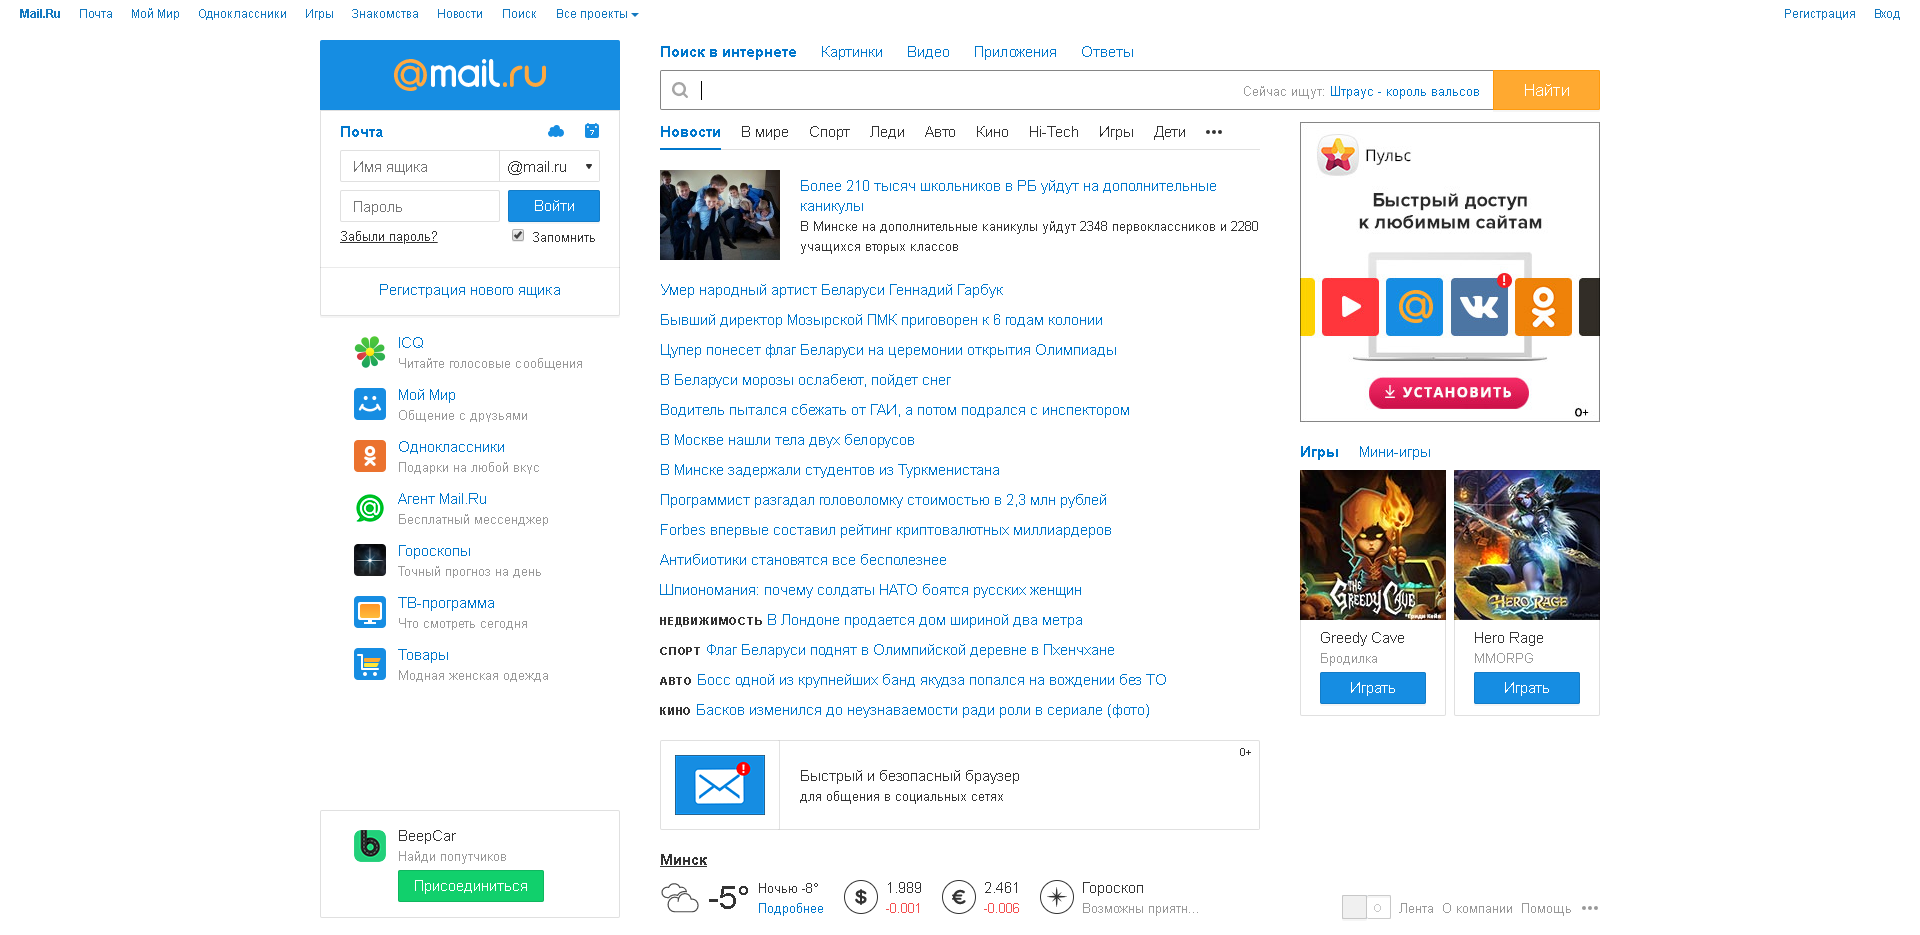 Mail.Ru Почта Мой Мир Одноклассники Игры Знакомства Новости Поиск Все проекты Регистрация Вход
@mail.ru
Почта
7
Имя ящика @mail.ru
Пароль Войти
Забыли пароль? Запомнить
Регистрация нового ящика
ICQ
Читайте голосовые сообщения
Мой Мир
Общение с друзьями
Одноклассники
Подарки на любой вкус
Агент Mail.Ru
Бесплатный мессенджер
Гороскопы
Точный прогноз на день
ТВ-программа
Что смотреть сегодня
Товары
Модная женская одежда
BeepCar
Найди попутчиков
Присоединиться
Поиск в интернете Картинки Видео Приложения Ответы
Сейчас ищут: Штраус - король вальсов Найти
Новости В мире Спорт Леди Авто Кино Hi-Tech Игры Дети •••
Более 210 тысяч школьников в РБ уйдут на дополнительные
каникулы
В Минске на дополнительные каникулы уйдут 2348 первоклассников и 2280
учащихся вторых классов
Умер народный артист Беларуси Геннадий Гарбук
Бывший директор Мозырской ПМК приговорен к 6 годам колонии
Цупер понесет флаг Беларуси на церемонии открытия Олимпиады
В Беларуси морозы ослабеют, пойдет снег
Водитель пытался сбежать от ГАИ, а потом подрался с инспектором
В Москве нашли тела двух белорусов
В Минске задержали студентов из Туркменистана
Программист разгадал головоломку стоимостью в 2,3 млн рублей
Forbes впервые составил рейтинг криптовалютных миллиардеров
Антибиотики становятся все бесполезнее
Шпиономания: почему солдаты НАТО боятся русских женщин
НЕДВИЖИМОСТЬ В Лондоне продается дом шириной два метра
СПОРТ Флаг Беларуси поднят в Олимпийской деревне в Пхенчхане
АВТО Босс одной из крупнейших банд якудза попался на вождении без ТО
КИНО Басков изменился до неузнаваемости ради роли в сериале (фото)
0+
Быстрый и безопасный браузер
для общения в социальных сетях
Минск
-5° Ночью -8° Подробнее
$ 1.989 -0.001
€ 2.461 -0.006
Гороскоп
Возможны приятн...
Пульс
Быстрый доступ
к любимым сайтам
УСТАНОВИТЬ
0+
Игры Мини-игры
THE GREEDY CAVE
HERO RAGE
Greedy Cave
Бродилка
Играть
Hero Rage
MMORPG
Играть
Лента О компании Помощь •••